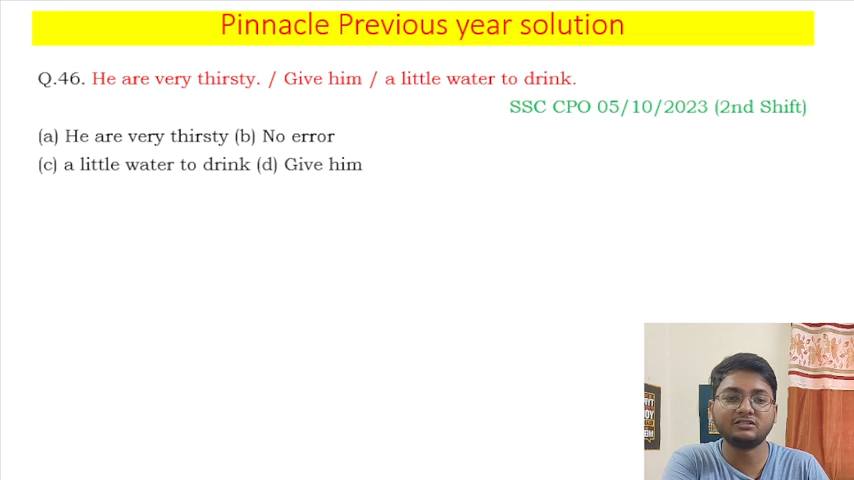 Pinnacle Previous year solution
Q.46. He are very thirsty. / Give him / a little water to drink.
SSC CPO 05/10/2023 (2nd Shift)
(a) He are very thirsty (b) No error
(c) a little water to drink (d) Give him